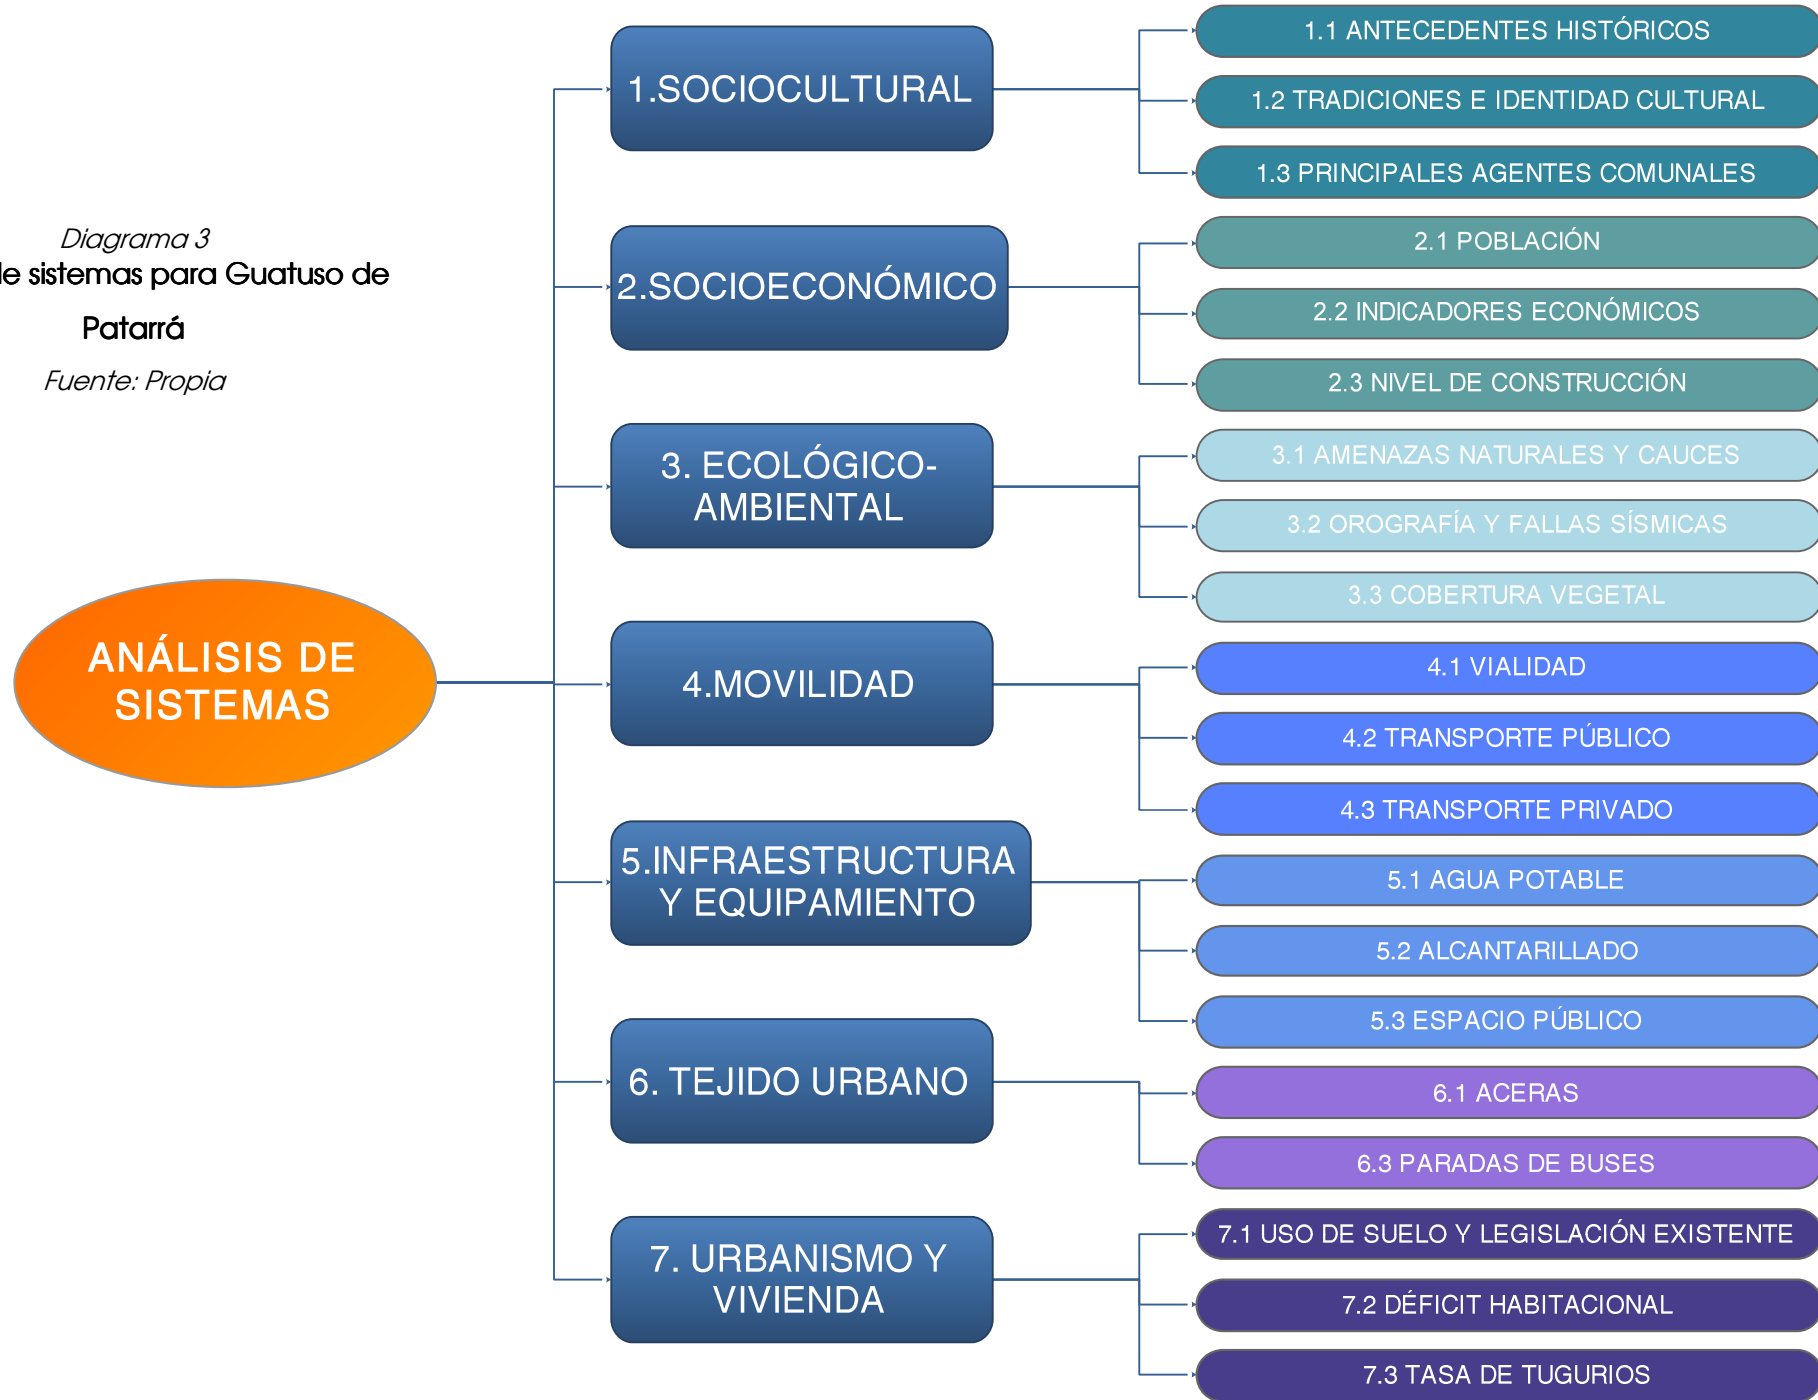 Diagrama 3
de sistemas para Guatuso de
Patarrá
Fuente: Propia
ANÁLISIS DE
SISTEMAS
1.SOCIOCULTURAL
1.1 ANTECEDENTES HISTÓRICOS
1.2 TRADICIONES E IDENTIDAD CULTURAL
1.3 PRINCIPALES AGENTES COMUNALES
2.SOCIOECONÓMICO
2.1 POBLACIÓN
2.2 INDICADORES ECONÓMICOS
2.3 NIVEL DE CONSTRUCCIÓN
3. ECOLÓGICO-
AMBIENTAL
3.1 AMENAZAS NATURALES Y CAUCES
3.2 OROGRAFÍA Y FALLAS SÍSMICAS
3.3 COBERTURA VEGETAL
4.MOVILIDAD
4.1 VIALIDAD
4.2 TRANSPORTE PÚBLICO
4.3 TRANSPORTE PRIVADO
5.INFRAESTRUCTURA
Y EQUIPAMIENTO
5.1 AGUA POTABLE
5.2 ALCANTARILLADO
5.3 ESPACIO PÚBLICO
6. TEJIDO URBANO
6.1 ACERAS
6.3 PARADAS DE BUSES
7. URBANISMO Y
VIVIENDA
7.1 USO DE SUELO Y LEGISLACIÓN EXISTENTE
7.2 DÉFICIT HABITACIONAL
7.3 TASA DE TUGURIOS